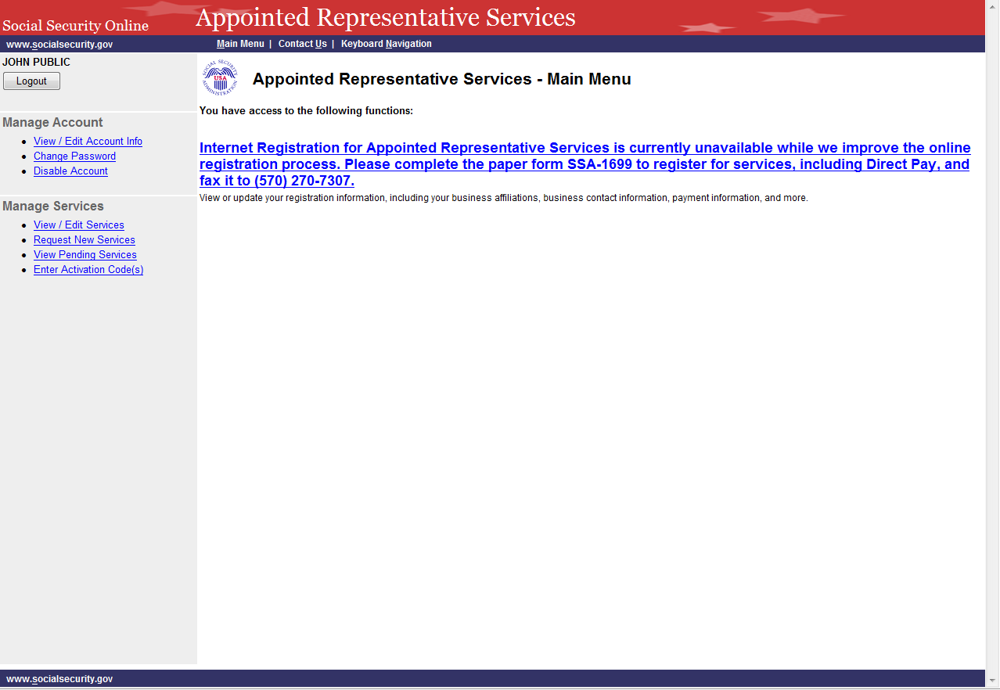 Social Security Online
Appointed Representative Services
www.socialsecurity.gov
Main Menu | Contact Us | Keyboard Navigation
JOHN PUBLIC
Logout
Manage Account
View / Edit Account Info
Change Password
Disable Account
Manage Services
View / Edit Services
Request New Services
View Pending Services
Enter Activation Code(s)
SOCIAL SECURITY ADMINISTRATION
USA
Appointed Representative Services - Main Menu
You have access to the following functions:
Internet Registration for Appointed Representative Services is currently unavailable while we improve the online
registration process. Please complete the paper form SSA-1699 to register for services, including Direct Pay, and
fax it to (570) 270-7307.
View or update your registration information, including your business affiliations, business contact information, payment information, and more.
www.socialsecurity.gov